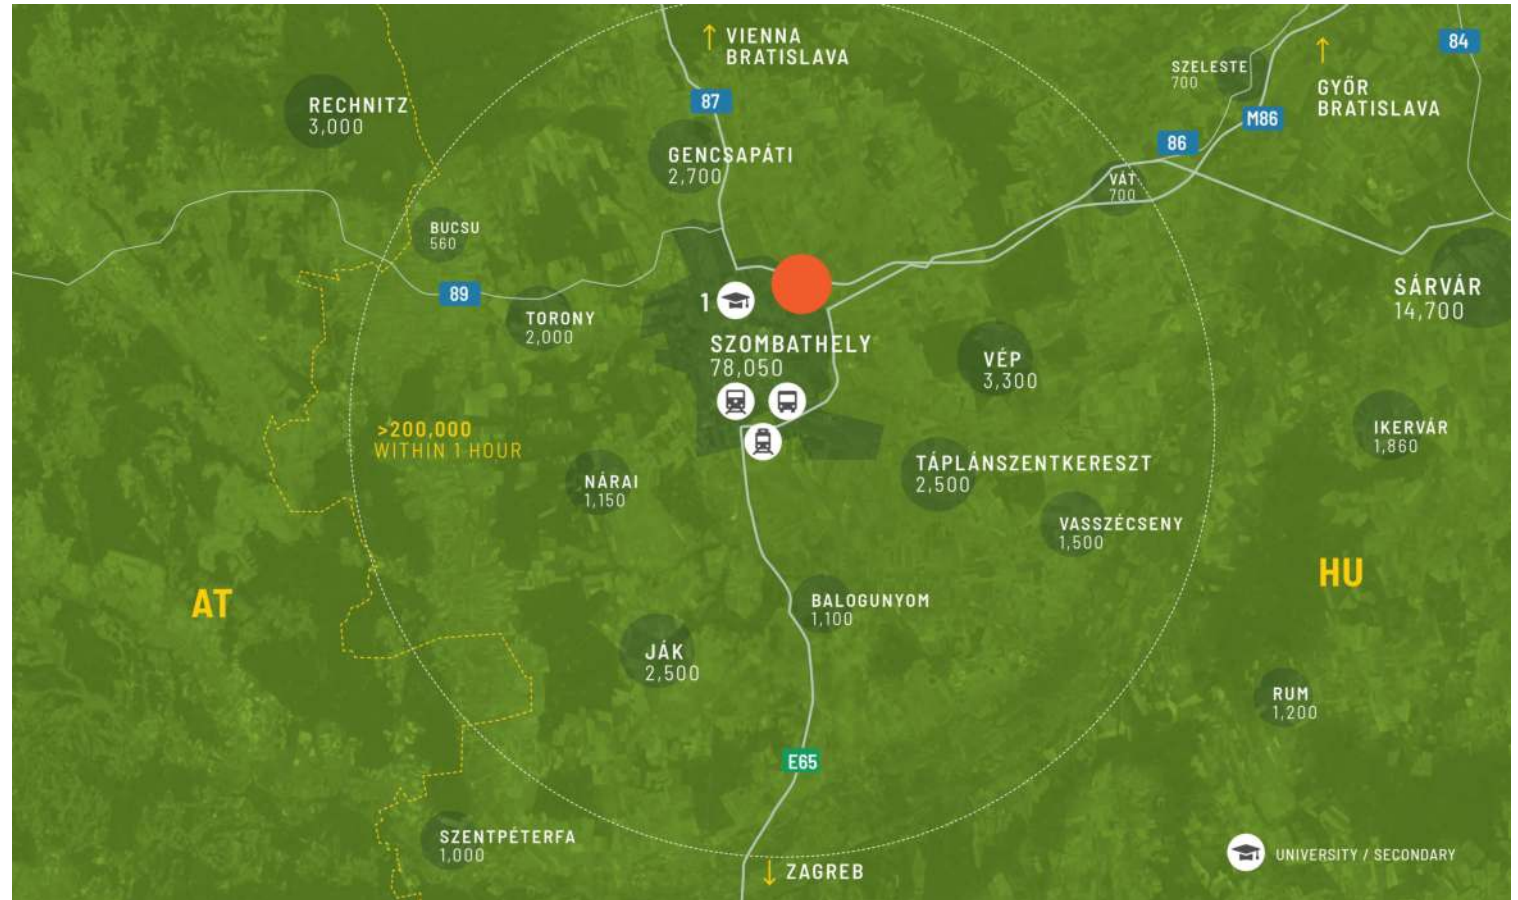 VIENNA
BRATISLAVA
84
SZELESTE
700
GYŐR
BRATISLAVA
RECHNITZ
3,000
87
M86
86
GENCSAPÁTI
2,700
VÁT
700
BUCSU
560
89
SÁRVÁR
14,700
1
TORONY
2,000
SZOMBATHELY
78,050
VÉP
3,300
>200,000
WITHIN 1 HOUR
IKERVÁR
1,860
TÁPLÁNSZENTKERESZT
2,500
NÁRAI
1,150
VASSZÉCSENY
1,500
HU
AT
BALOGUNYOM
1,100
JÁK
2,500
RUM
1,200
E65
SZENTPÉTERFA
1,000
ZAGREB
UNIVERSITY / SECONDARY